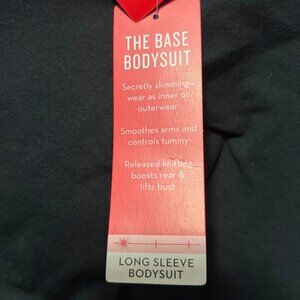 THE BASE
BODYSUIT
Secretly slimming–
wear as inner or
outerwear
Smoothes arms and
controls tummy
Released knitting
boosts rear &
lifts bust
LONG SLEEVE
BODYSUIT